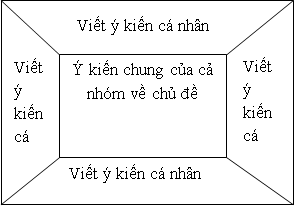 Viết ý kiến cá nhân
Viết
ý
kiến
cá
Ý kiến chung của cả
nhóm về chủ đề
Viết
ý
kiến
cá
Viết ý kiến cá nhân